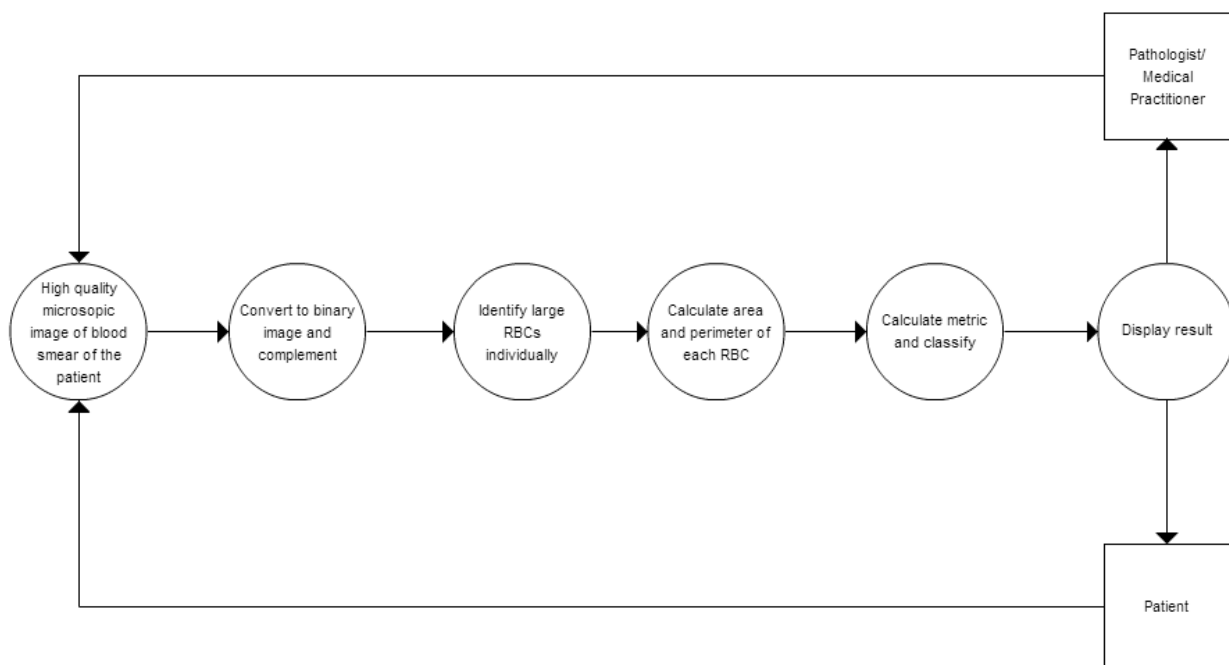 Pathologist/
Medical
Practitioner
High quality
microsopic
image of blood
smear of the
patient
Convert to binary
image and
complement
Identify large
RBCs
individually
Calculate area
and perimeter of
each RBC
Calculate metric
and classify
Display result
Patient